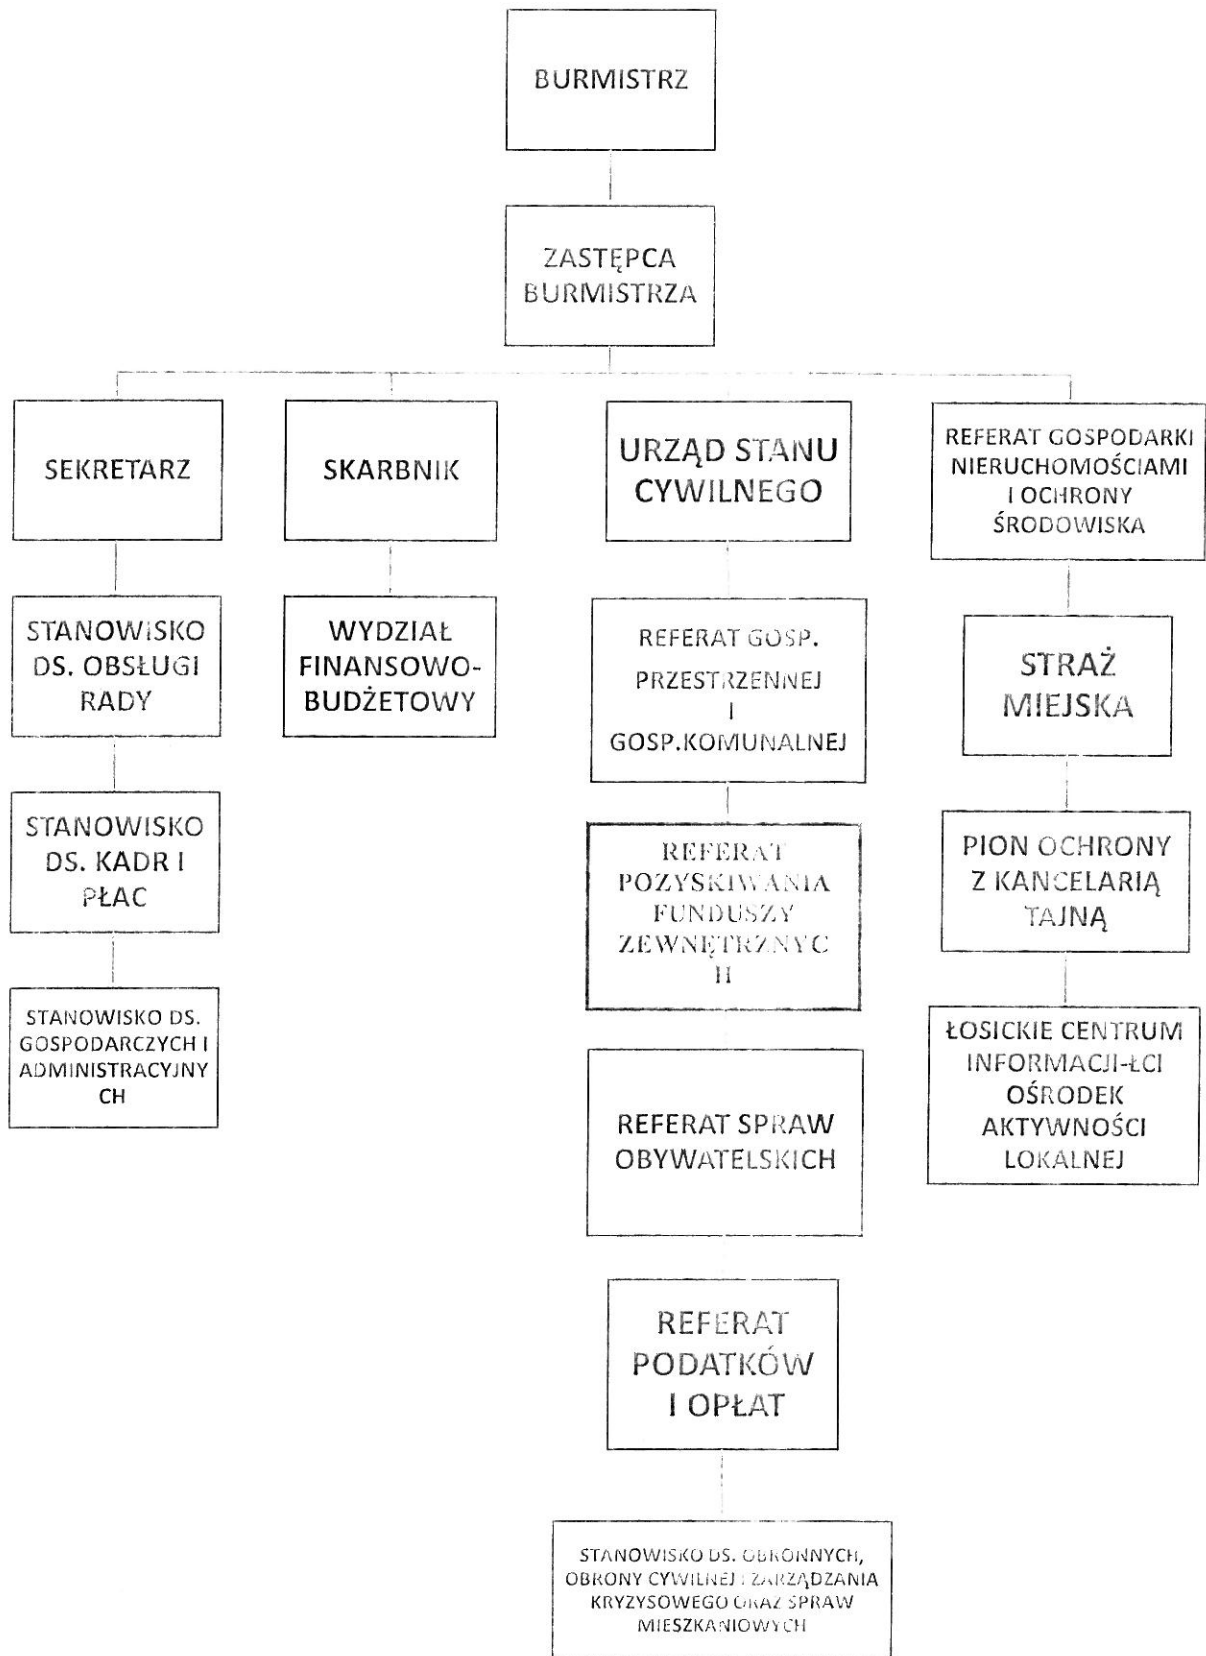 BURMISTRZ
ZASTĘPCA
BURMISTRZA
SEKRETARZ
SKARBNIK
URZĄD STANU
CYWILNEGO
REFERAT GOSPODARKI
NIERUCHOMOŚCIAMI
I OCHRONY
ŚRODOWISKA
STANOWISKO
DS. OBSŁUGI
RADY
WYDZIAŁ
FINANSOWO-
BUDŻETOWY
REFERAT GOSP.
PRZESTRZENNEJ
I
GOSP.KOMUNALNEJ
STRAŻ
MIEJSKA
STANOWISKO
DS. KADR I
PŁAC
REFERAT
POZYSKIWANIA
FUNDUSZY
ZEWNĘTRZNYC
H
PION OCHRONY
Z KANCELARIĄ
TAJNĄ
STANOWISKO DS.
GOSPODARCZYCH I
ADMINISTRACYJNY
CH
ŁOSICKIE CENTRUM
INFORMACJI-ŁCI
OŚRODEK
AKTYWNOŚCI
LOKALNEJ
REFERAT SPRAW
OBYWATELSKICH
REFERAT
PODATKÓW
I OPŁAT
STANOWISKO DS. OBRONNYCH,
OBRONY CYWILNEJ I ZARZĄDZANIA
KRYZYSOWEGO ORAZ SPRAW
MIESZKANIOWYCH